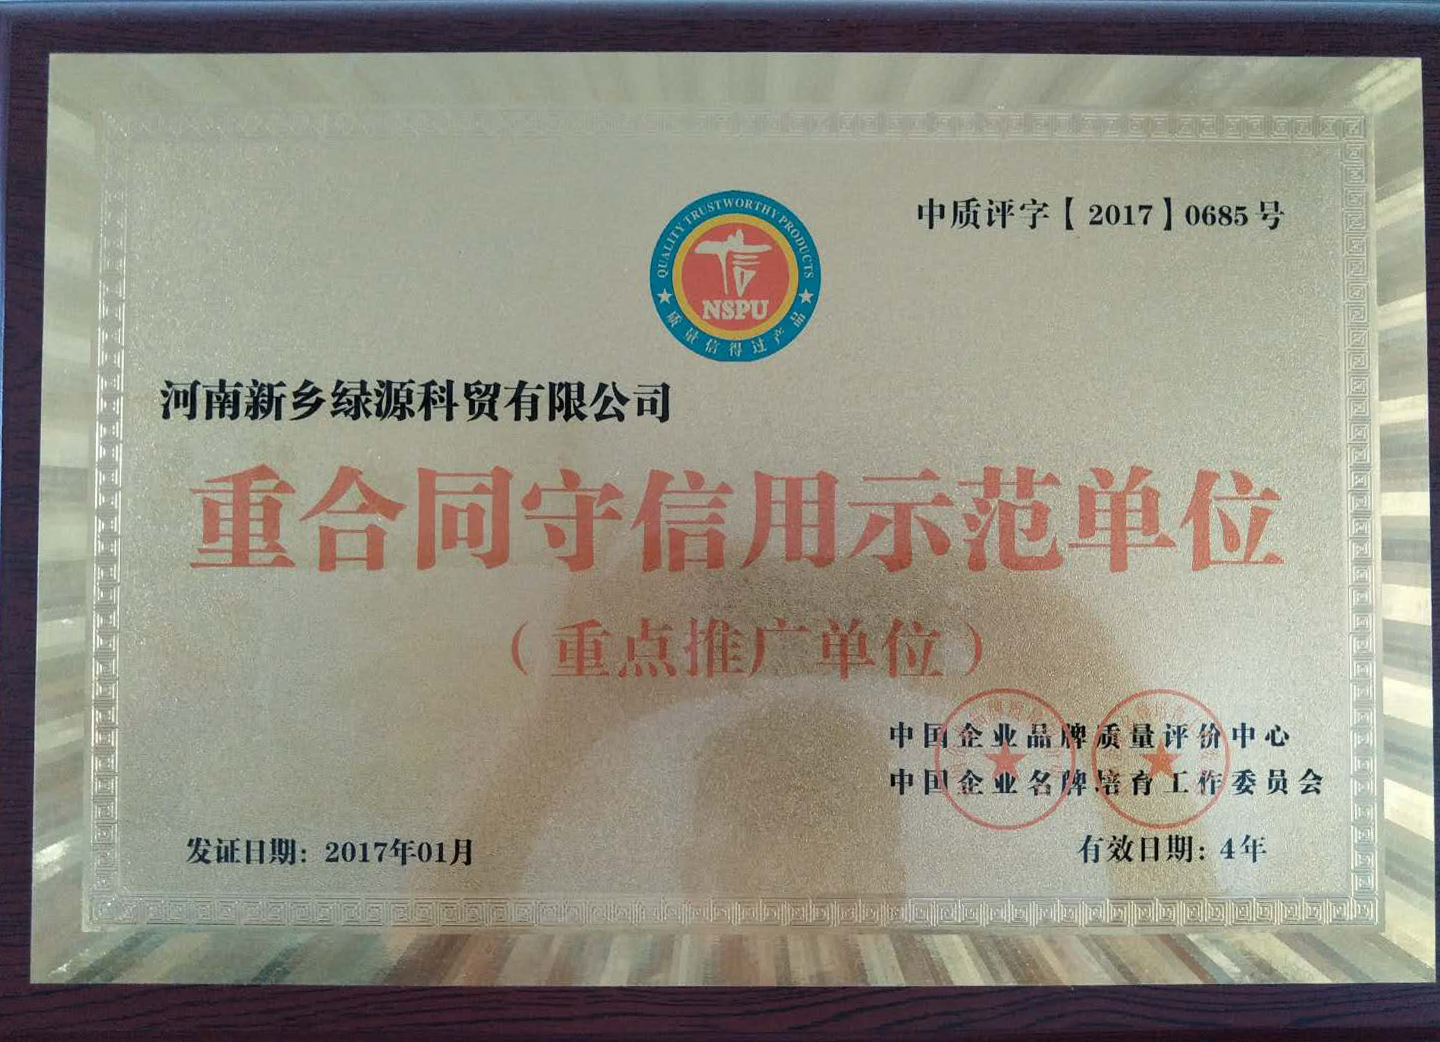 中质评字【2017】0685号
QUALITY TRUSTWORTHY PRODUCTS
NSPU
质量信得过产品
河南新乡绿源科贸有限公司
重合同守信用示范单位
（重点推广单位）
中国企业品牌质量评价中心
中国企业名牌培育工作委员会
发证日期：2017年01月
有效日期：4年